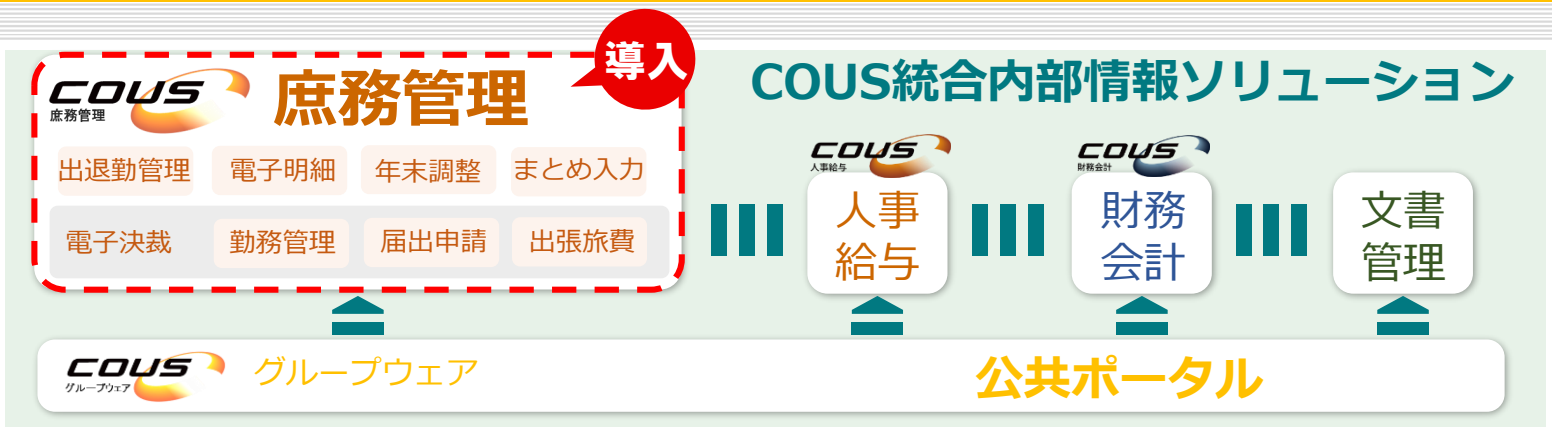 導入
COUS
庶務管理
庶務管理
COUS統合内部情報ソリューション
出退勤管理 電子明細 年末調整 まとめ入力
電子決裁 勤務管理 届出申請 出張旅費
COUS
人事給与
人事
給与
COUS
財務会計
財務
会計
文書
管理
COUS
グループウェア
グループウェア
公共ポータル